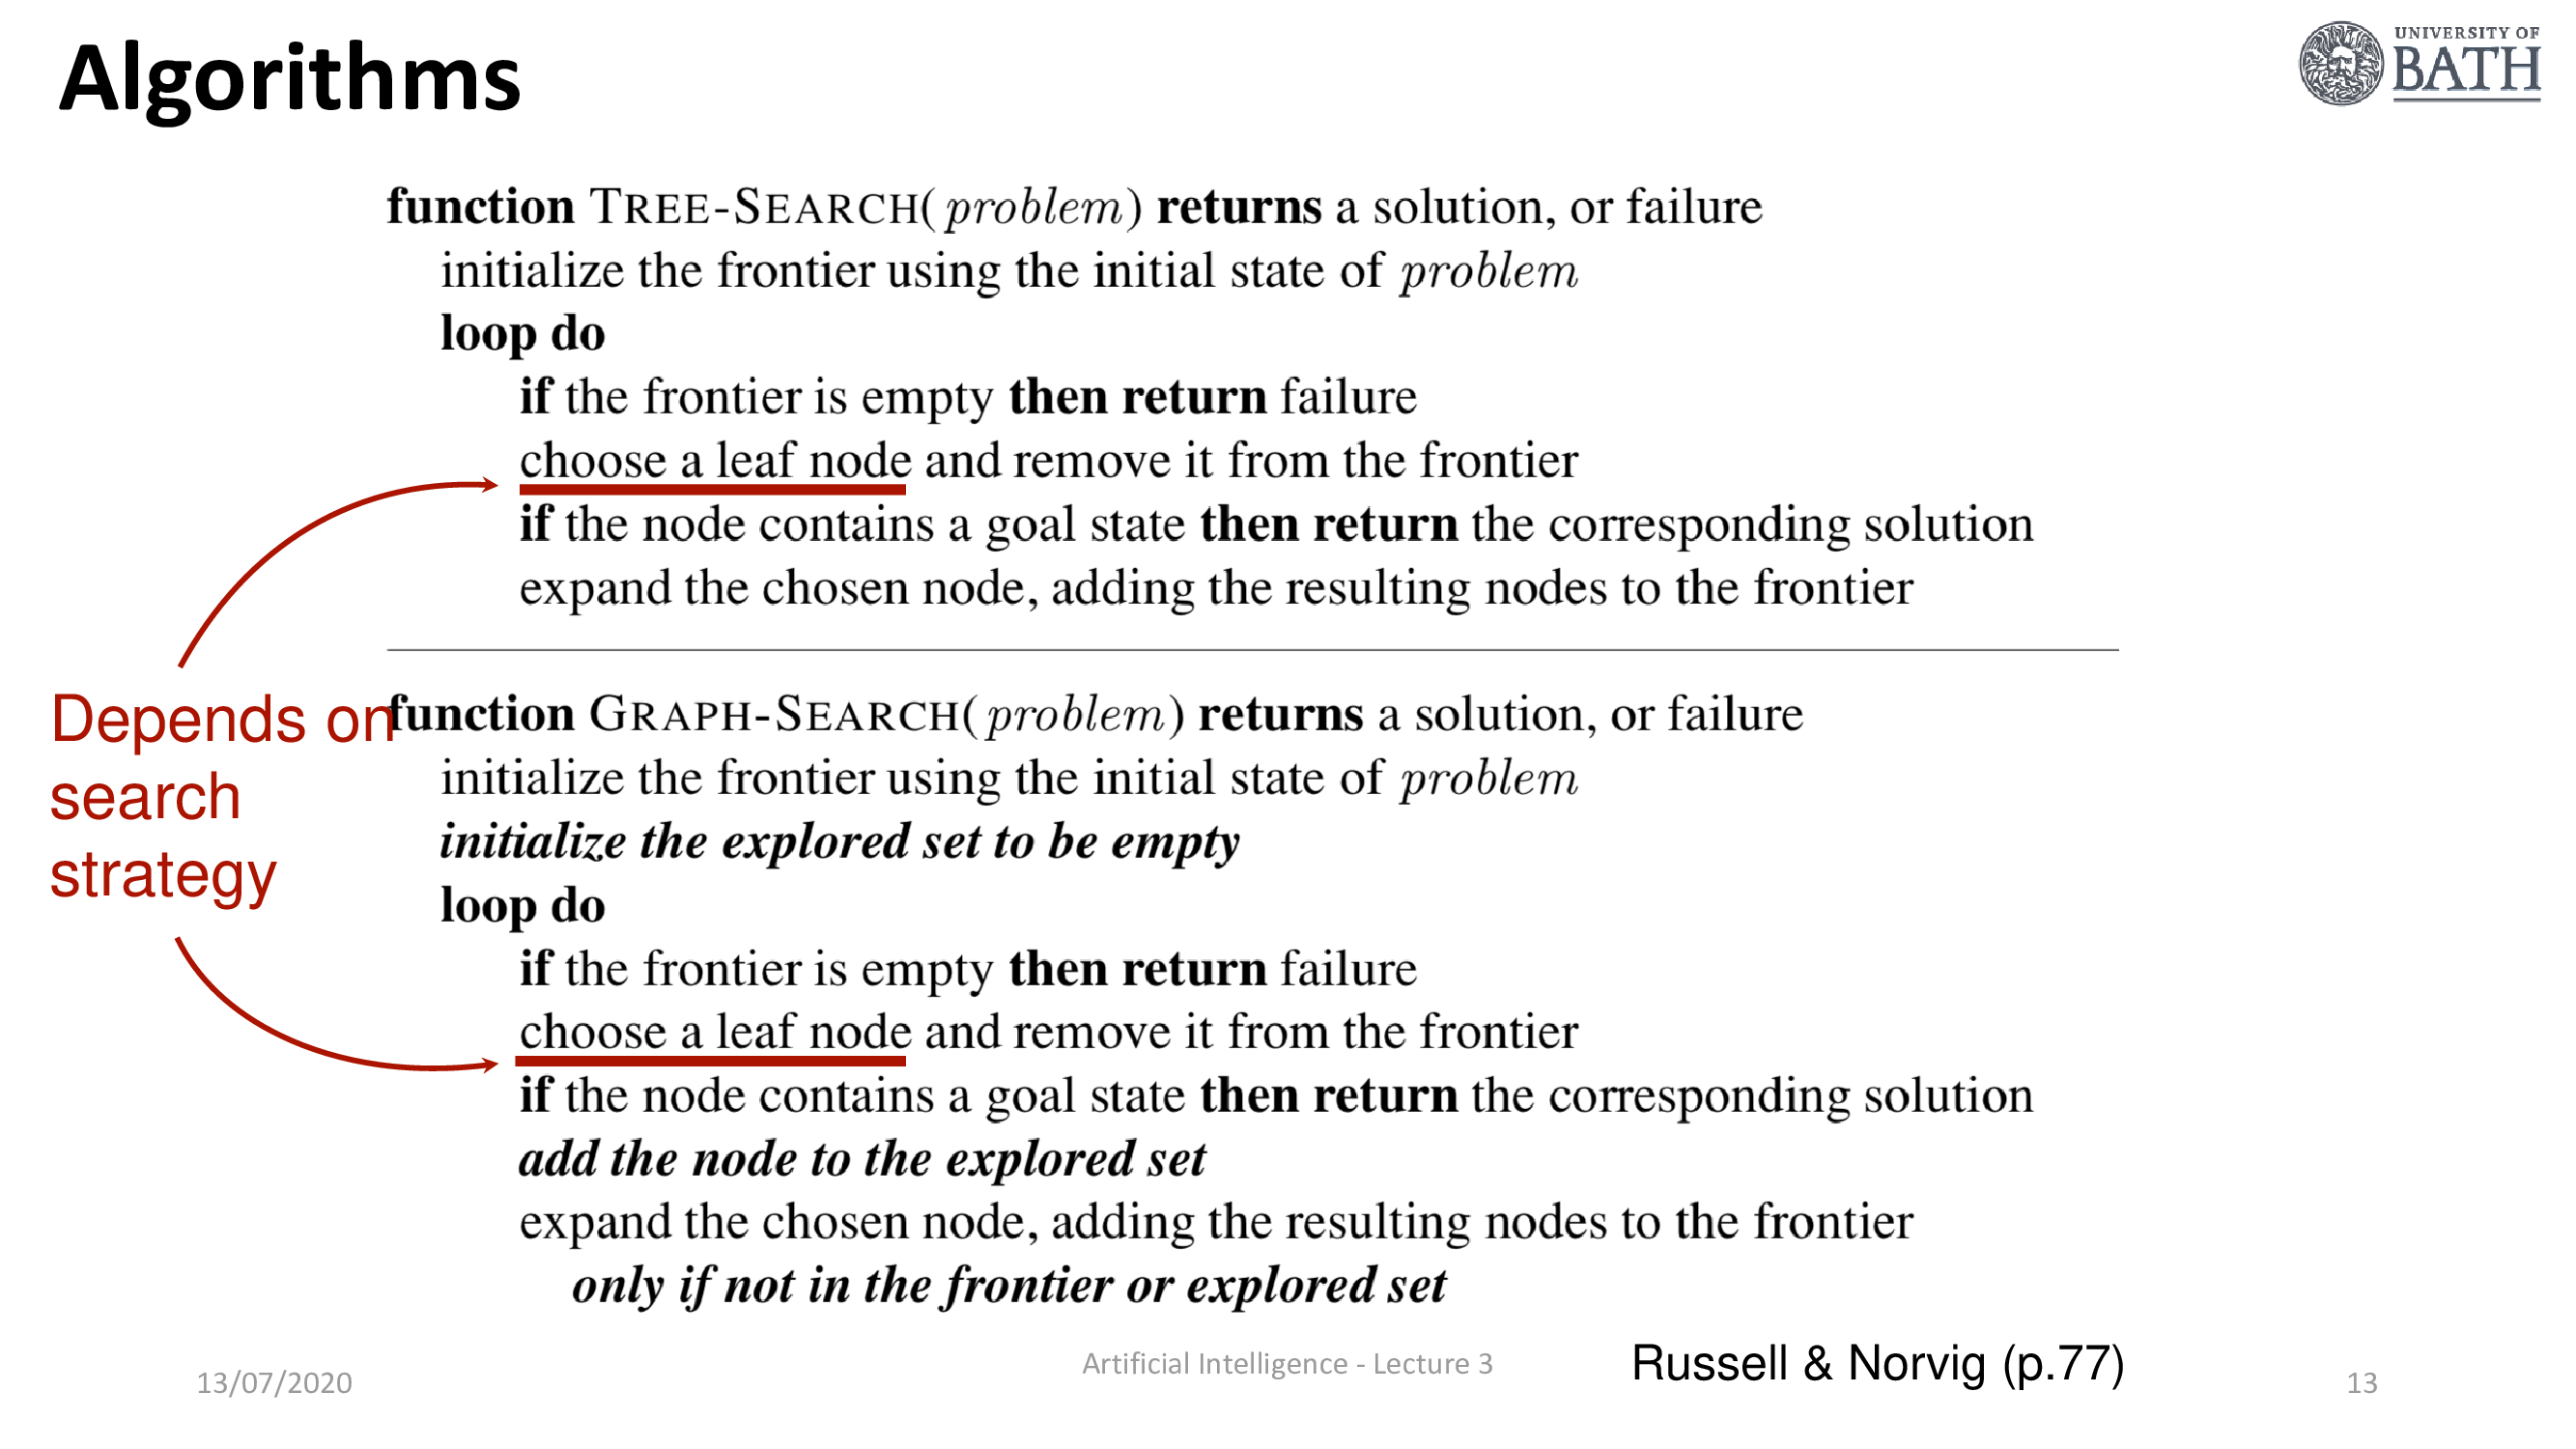 Algorithms
UNIVERSITY OF
BATH
function TREE-SEARCH(problem) returns a solution, or failure
initialize the frontier using the initial state of problem
loop do
if the frontier is empty then return failure
choose a leaf node and remove it from the frontier
if the node contains a goal state then return the corresponding solution
expand the chosen node, adding the resulting nodes to the frontier
Depends on
search
strategy
function GRAPH-SEARCH(problem) returns a solution, or failure
initialize the frontier using the initial state of problem
initialize the explored set to be empty
loop do
if the frontier is empty then return failure
choose a leaf node and remove it from the frontier
if the node contains a goal state then return the corresponding solution
add the node to the explored set
expand the chosen node, adding the resulting nodes to the frontier
only if not in the frontier or explored set
13/07/2020
Artificial Intelligence - Lecture 3
Russell & Norvig (p.77)
13